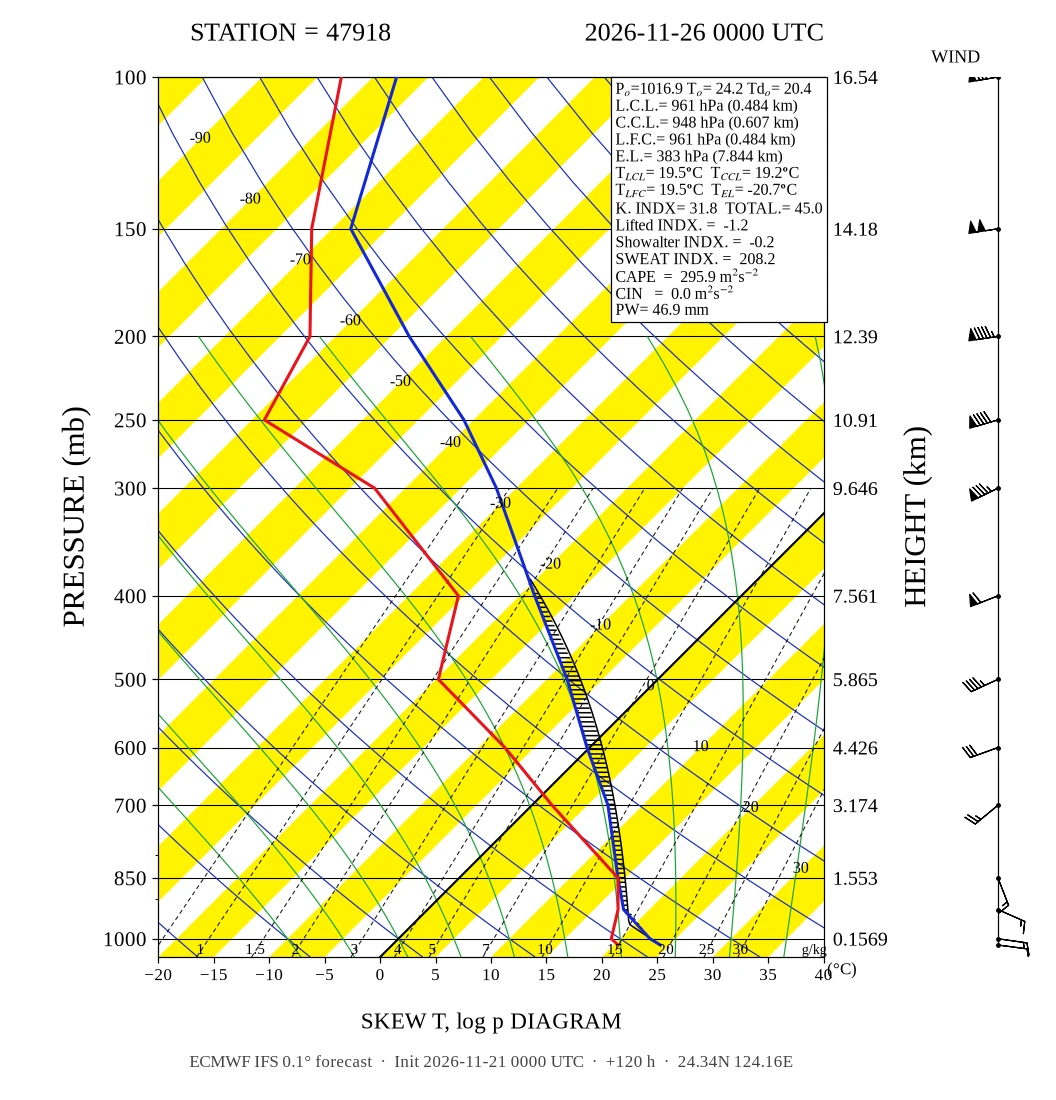 STATION = 47918
2026-11-26 0000 UTC
WIND
100
16.54
Po=1016.9 To= 24.2 Tdo= 20.4
L.C.L.= 961 hPa (0.484 km)
C.C.L.= 948 hPa (0.607 km)
L.F.C.= 961 hPa (0.484 km)
E.L.= 383 hPa (7.844 km)
TLCL= 19.5°C TCCL= 19.2°C
TLFC= 19.5°C TEL= -20.7°C
K. INDX= 31.8 TOTAL.= 45.0
Lifted INDX. = -1.2
Showalter INDX. = -0.2
SWEAT INDX. = 208.2
CAPE = 295.9 m²s⁻²
CIN = 0.0 m²s⁻²
PW= 46.9 mm
-90
-80
150
14.18
-70
-60
200
12.39
-50
250
10.91
-40
300
9.646
-30
-20
400
7.561
-10
500
5.865
0
600
4.426
10
700
3.174
20
850
1.553
30
1000
0.1569
PRESSURE (mb)
HEIGHT (km)
1 1.5 2 3 4 5 7 10 15 20 25 30 g/kg
−20 −15 −10 −5 0 5 10 15 20 25 30 35 40 (°C)
SKEW T, log p DIAGRAM
ECMWF IFS 0.1° forecast · Init 2026-11-21 0000 UTC · +120 h · 24.34N 124.16E